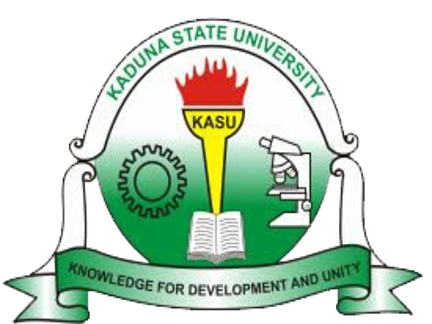 KADUNA STATE UNIVERSITY
KASU
KNOWLEDGE FOR DEVELOPMENT AND UNITY